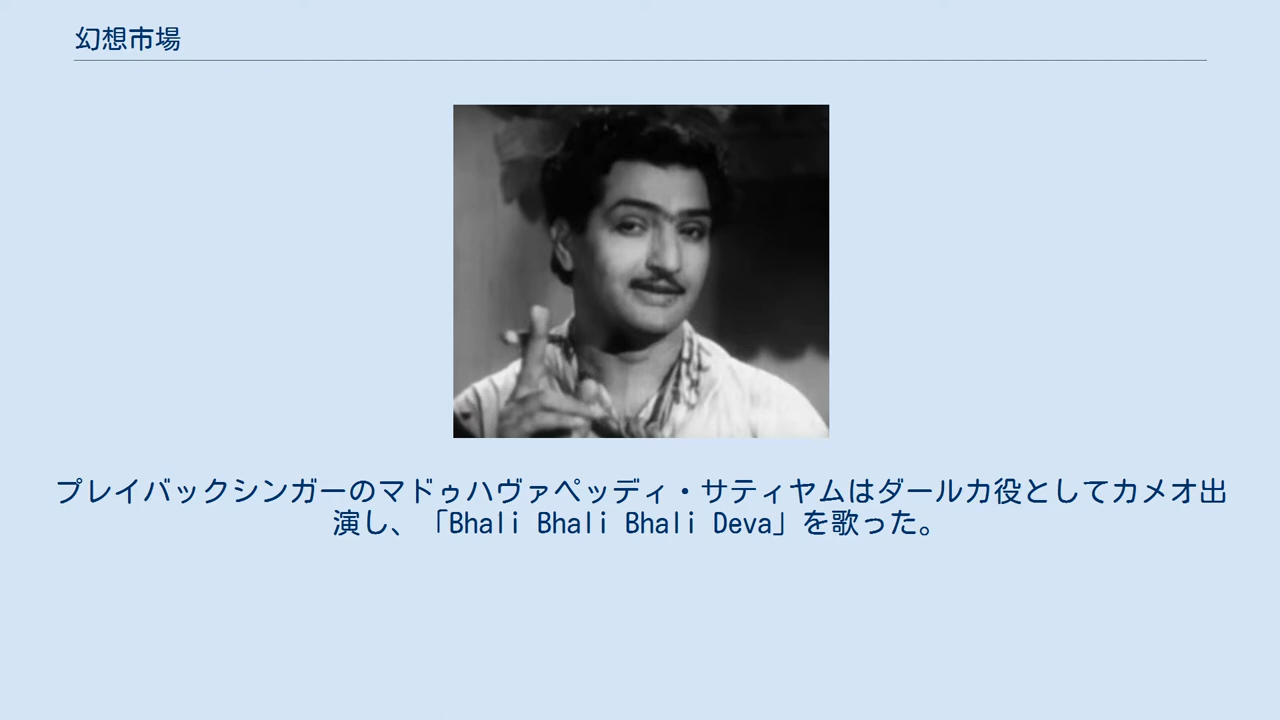 幻想市場
プレイバックシンガーのマドゥハヴァペッディ・サティヤムはダールカ役としてカメオ出
演し、「Bhali Bhali Bhali Deva」を歌った。